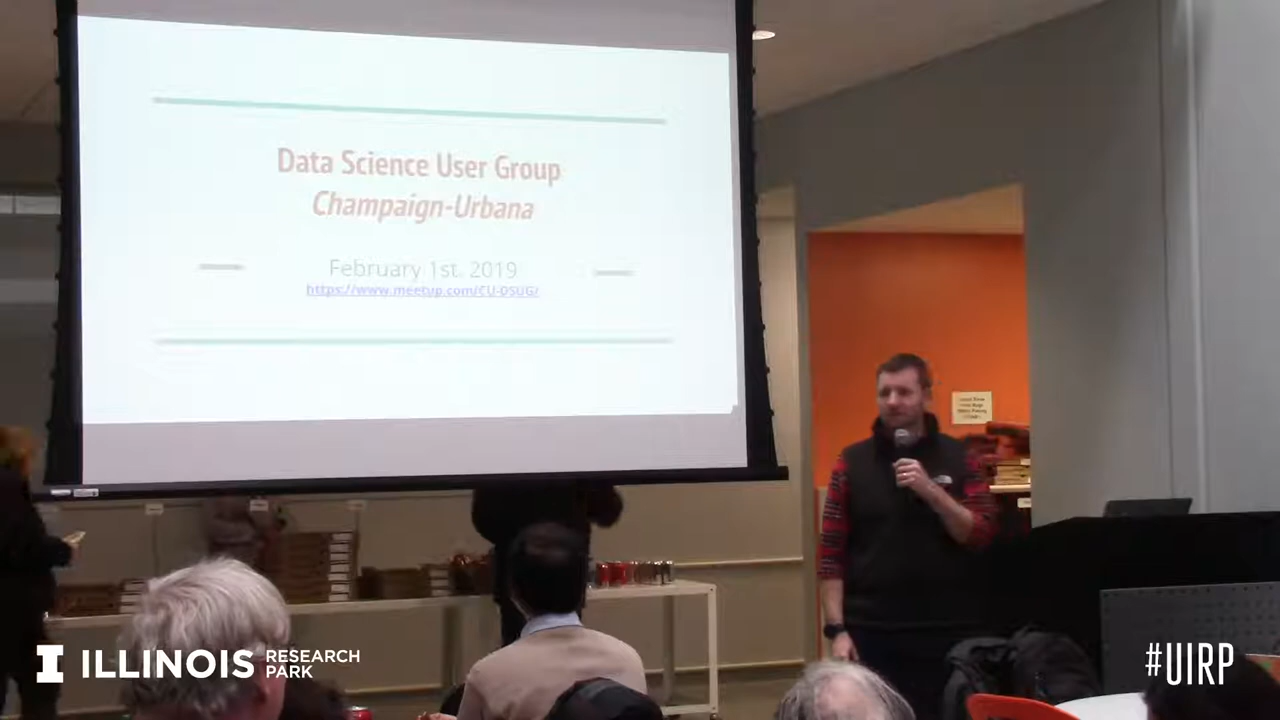 Data Science User Group
Champaign-Urbana
February 1st. 2019
https://www.meetup.com/CU-DSUG/
ILLINOIS RESEARCH PARK
#UIRP